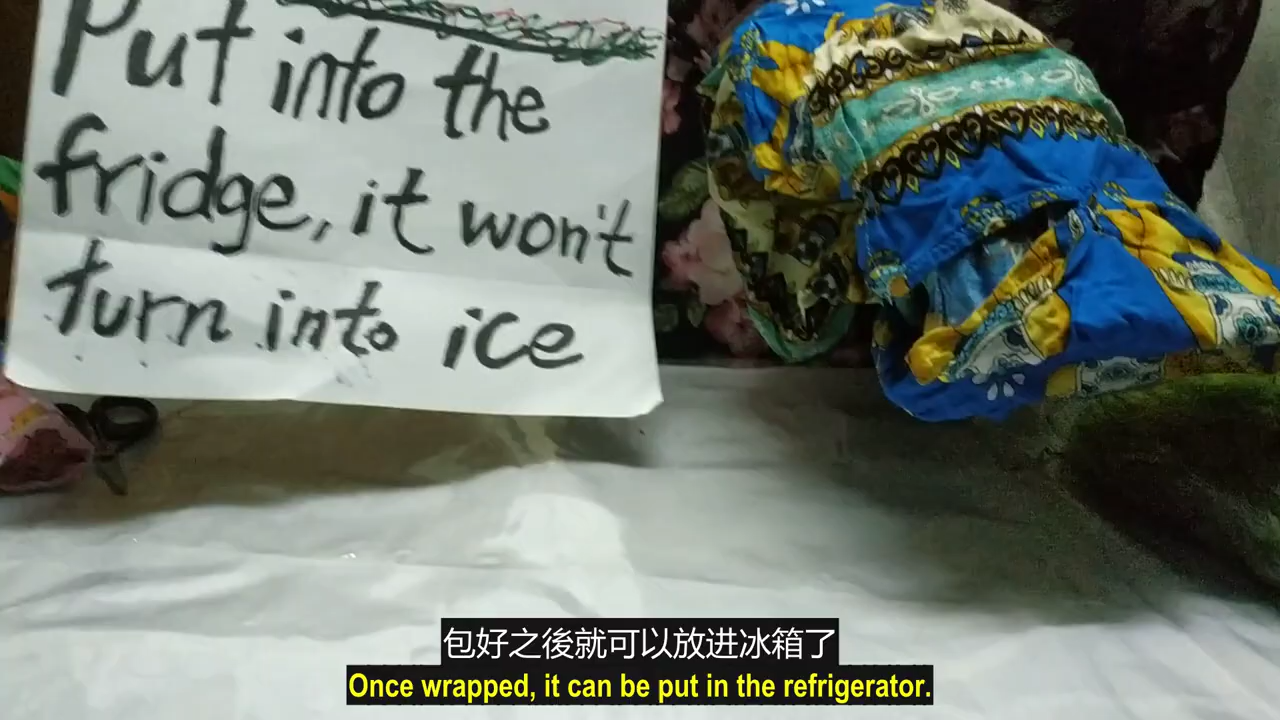 Put into the
fridge, it won't
turn into ice
包好之後就可以放进冰箱了
Once wrapped, it can be put in the refrigerator.